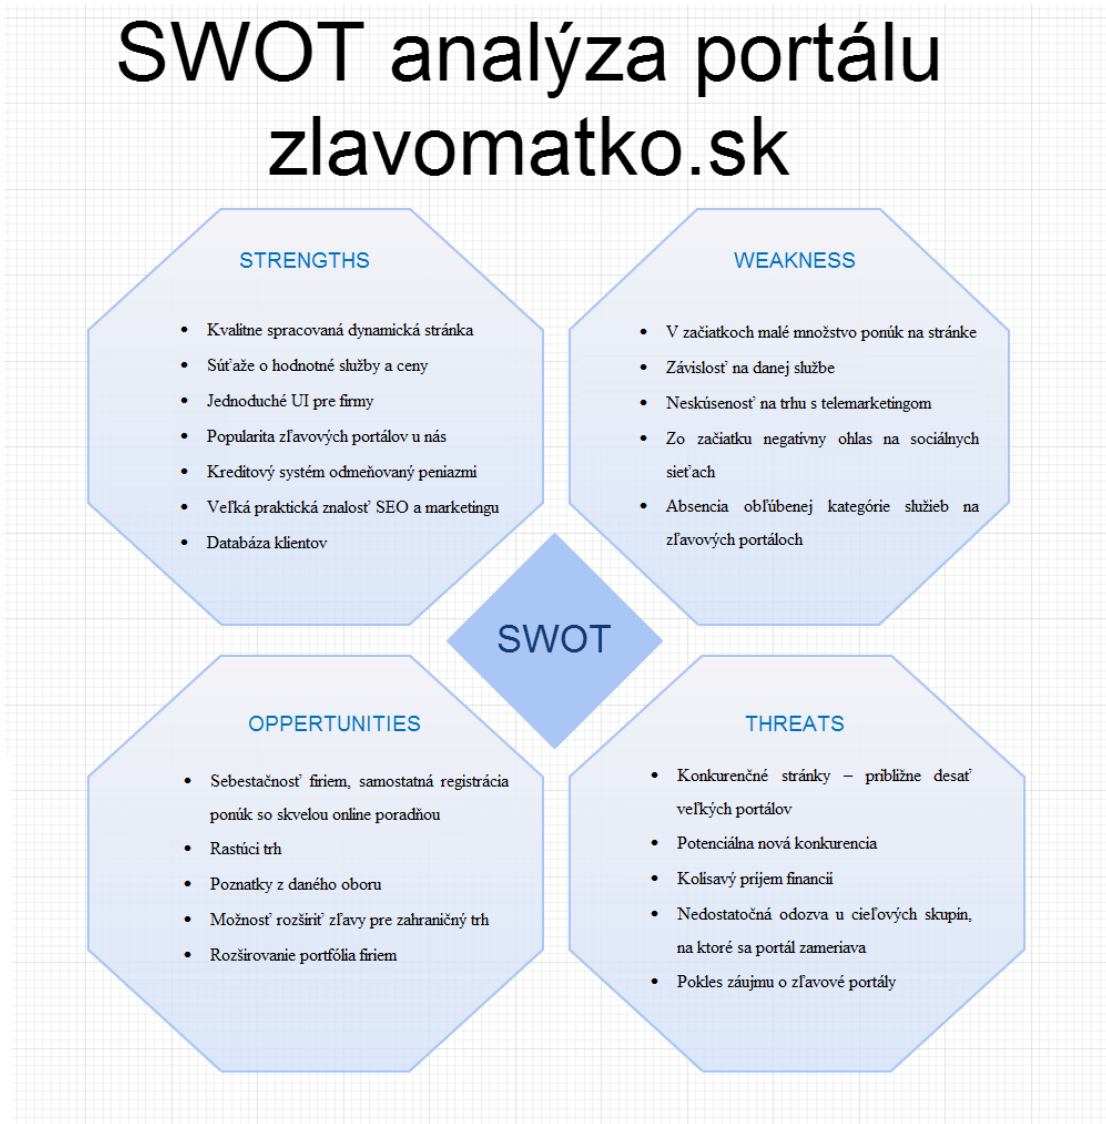 SWOT analýza portálu
zlavomatko.sk
STRENGTHS
• Kvalitne spracovaná dynamická stránka
• Súťaže o hodnotné služby a ceny
• Jednoduché UI pre firmy
• Popularita zľavových portálov u nás
• Kreditový systém odmeňovaný peniazmi
• Veľká praktická znalosť SEO a marketingu
• Databáza klientov
WEAKNESS
• V začiatkoch malé množstvo ponúk na stránke
• Závislosť na danej službe
• Neskúsenosť na trhu s telemarketingom
• Zo začiatku negatívny ohlas na sociálnych
sieťach
• Absencia obľúbenej kategórie služieb na
zľavových portáloch
SWOT
OPPERTUNITIES
• Sebestačnosť firiem, samostatná registrácia
ponúk so skvelou online poradňou
• Rastúci trh
• Poznatky z daného oboru
• Možnosť rozšíriť zľavy pre zahraničný trh
• Rozširovanie portfólia firiem
THREATS
• Konkurenčné stránky – približne desať
veľkých portálov
• Potenciálna nová konkurencia
• Kolísavý príjem financií
• Nedostatočná odozva u cieľových skupín,
na ktoré sa portál zameriava
• Pokles záujmu o zľavové portály